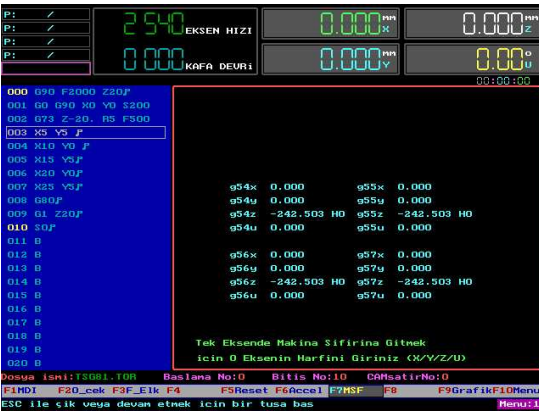 P: /
P: /
P: /
P: /
2540 EKSEN HIZI
0.000 MM X
0.000 MM Z
0000 KAFA DEVRi
0.000 MM Y
0.00 ° U
00:00:00
000 G90 F2000 Z20
001 G0 G90 X0 Y0 S200
002 G73 Z-20. R5 F500
003 X5 Y5
004 X10 Y0
005 X15 Y5
006 X20 Y0
007 X25 Y5
008 G80
009 G1 Z20
010 S0
011 B
012 B
013 B
014 B
015 B
016 B
017 B
018 B
019 B
020 B
g54x 0.000 g55x 0.000
g54y 0.000 g55y 0.000
g54z -242.503 H0 g55z -242.503 H0
g54u 0.000 g55u 0.000
g56x 0.000 g57x 0.000
g56y 0.000 g57y 0.000
g56z -242.503 H0 g57z -242.503 H0
g56u 0.000 g57u 0.000
Tek Eksende Makina Sifirina Gitmek
icin O Eksenin Harfini Giriniz (X/Y/Z/U)
Dosya ismi:TSG81.TOR Baslama No:0 Bitis No:10 CAMsatirNo:0
F1MDI F2O_cek F3F_Elk F4 F5Reset F6Accel F7MSF F8 F9Grafik F10Menu
ESC ile çik veya devam etmek icin bir tusa bas Menu:1